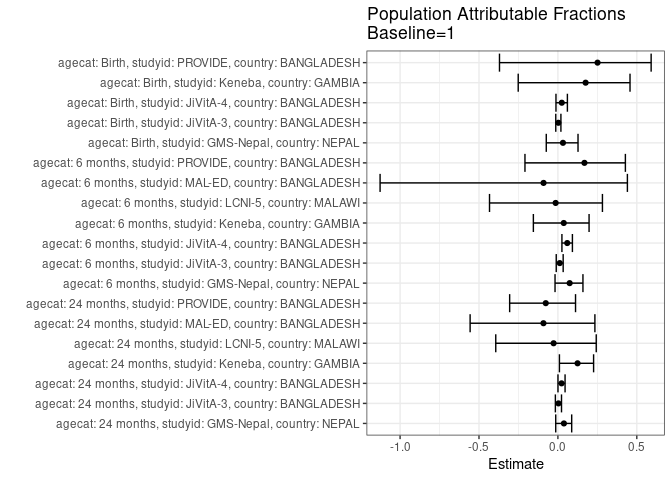 Population Attributable Fractions
Baseline=1
agecat: Birth, studyid: PROVIDE, country: BANGLADESH
agecat: Birth, studyid: Keneba, country: GAMBIA
agecat: Birth, studyid: JiVitA-4, country: BANGLADESH
agecat: Birth, studyid: JiVitA-3, country: BANGLADESH
agecat: Birth, studyid: GMS-Nepal, country: NEPAL
agecat: 6 months, studyid: PROVIDE, country: BANGLADESH
agecat: 6 months, studyid: MAL-ED, country: BANGLADESH
agecat: 6 months, studyid: LCNI-5, country: MALAWI
agecat: 6 months, studyid: Keneba, country: GAMBIA
agecat: 6 months, studyid: JiVitA-4, country: BANGLADESH
agecat: 6 months, studyid: JiVitA-3, country: BANGLADESH
agecat: 6 months, studyid: GMS-Nepal, country: NEPAL
agecat: 24 months, studyid: PROVIDE, country: BANGLADESH
agecat: 24 months, studyid: MAL-ED, country: BANGLADESH
agecat: 24 months, studyid: LCNI-5, country: MALAWI
agecat: 24 months, studyid: Keneba, country: GAMBIA
agecat: 24 months, studyid: JiVitA-4, country: BANGLADESH
agecat: 24 months, studyid: JiVitA-3, country: BANGLADESH
agecat: 24 months, studyid: GMS-Nepal, country: NEPAL
-1.0 -0.5 0.0 0.5
Estimate